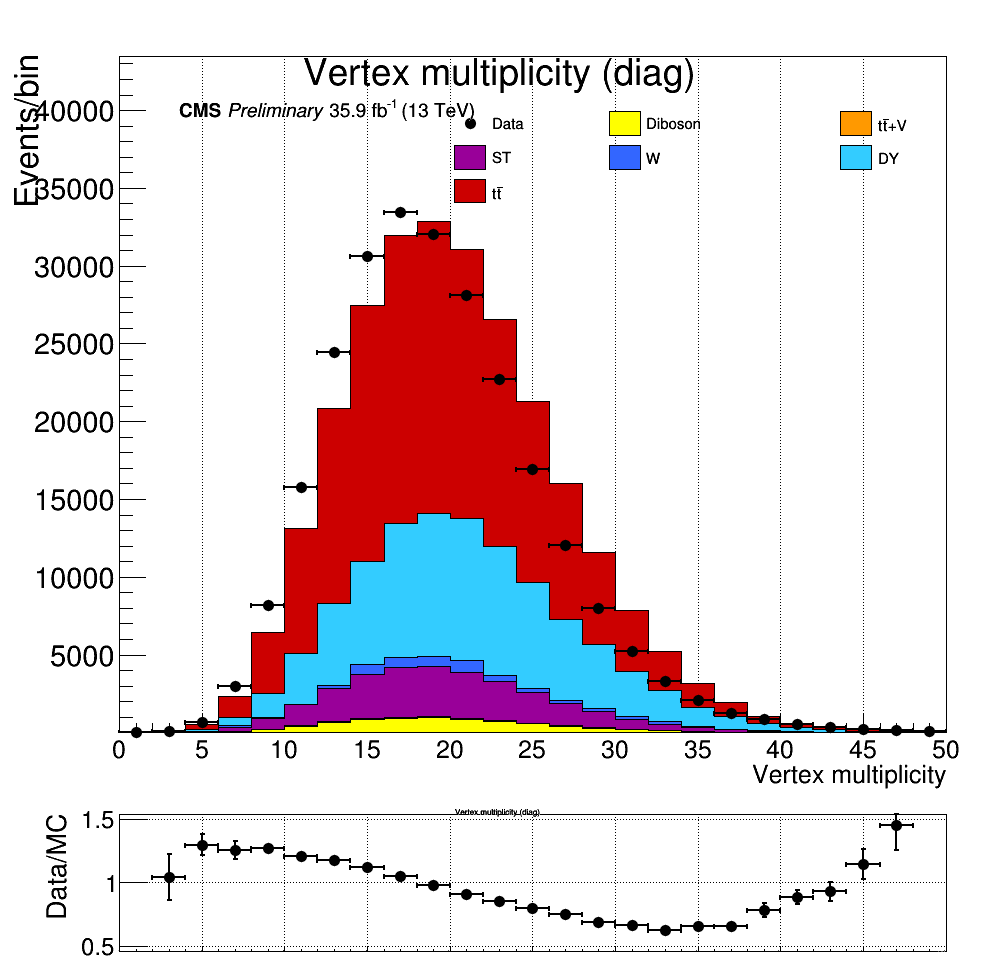 Vertex multiplicity (diag)
Events/bin
CMS Preliminary 35.9 fb⁻¹ (13 TeV)
Data
Diboson
tt̄+V
ST
W
DY
tt̄
40000
35000
30000
25000
20000
15000
10000
5000
0 5 10 15 20 25 30 35 40 45 50
Vertex multiplicity
Vertex multiplicity (diag)
Data/MC
1.5
1
0.5